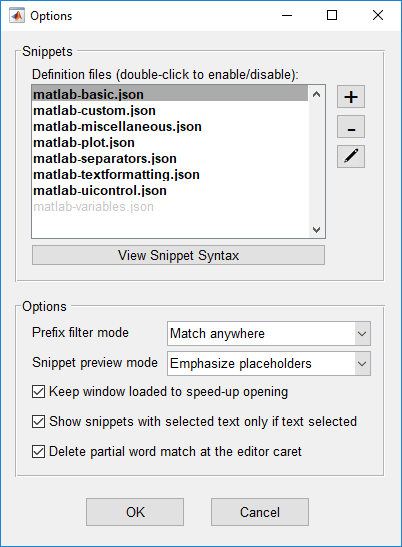 Options
Snippets
Definition files (double-click to enable/disable):
matlab-basic.json
matlab-custom.json
matlab-miscellaneous.json
matlab-plot.json
matlab-separators.json
matlab-textformatting.json
matlab-uicontrol.json
matlab-variables.json
+
-
View Snippet Syntax
Options
Prefix filter mode Match anywhere
Snippet preview mode Emphasize placeholders
Keep window loaded to speed-up opening
Show snippets with selected text only if text selected
Delete partial word match at the editor caret
OK Cancel